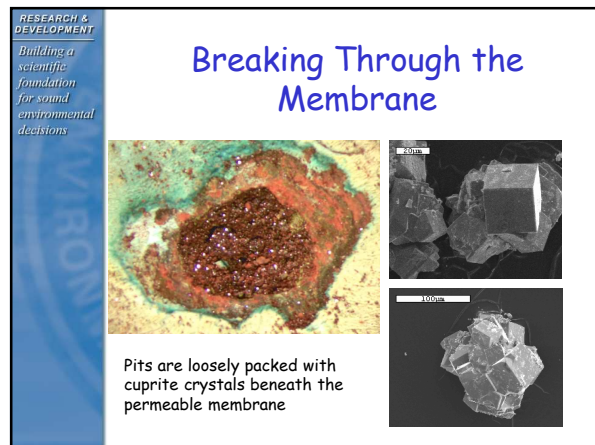 RESEARCH &
DEVELOPMENT
Building a
scientific
foundation
for sound
environmental
decisions
Breaking Through the
Membrane
20µm
100µm
Pits are loosely packed with
cuprite crystals beneath the
permeable membrane